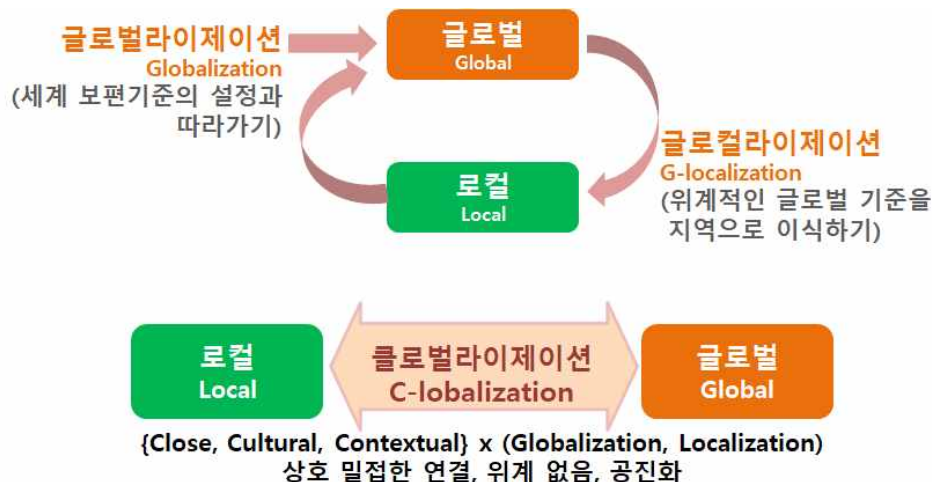 글로벌라이제이션
Globalization
(세계 보편기준의 설정과
따라가기)
글로벌
Global
로컬
Local
글로컬라이제이션
G-localization
(위계적인 글로벌 기준을
지역으로 이식하기)
로컬
Local
클로벌라이제이션
C-lobalization
글로벌
Global
{Close, Cultural, Contextual} x (Globalization, Localization)
상호 밀접한 연결, 위계 없음, 공진화